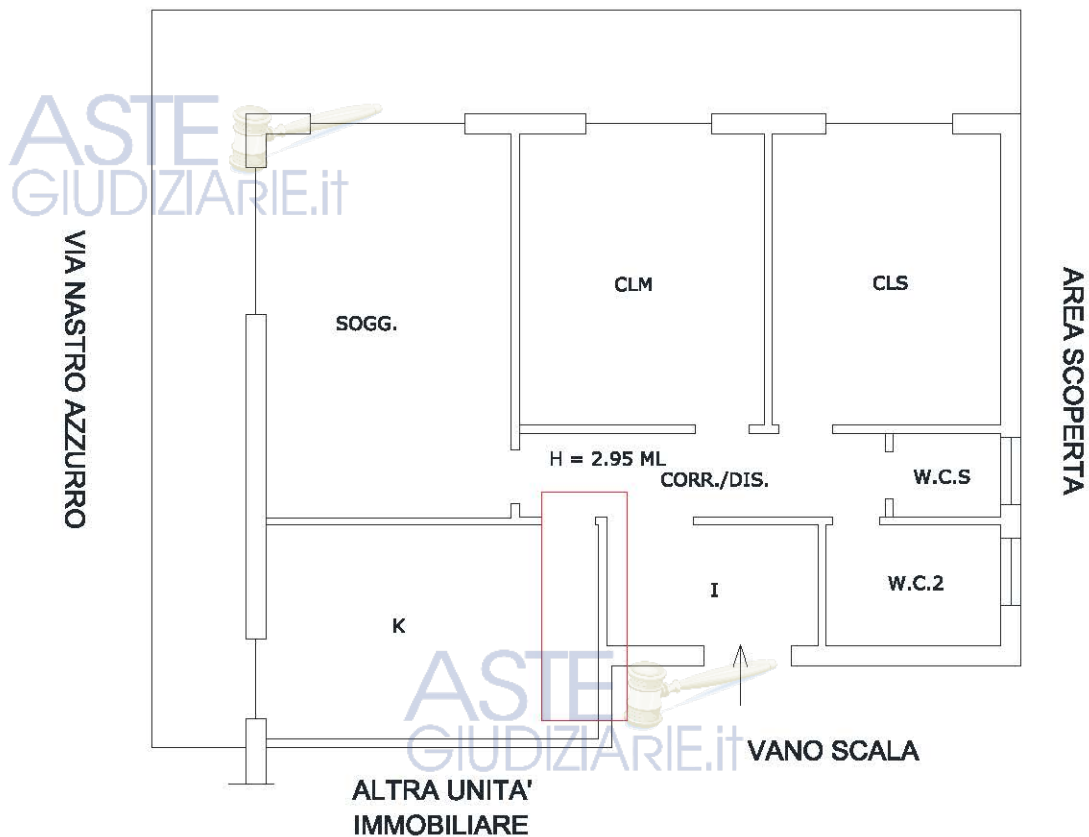 ASTE
GIUDIZIARIE.it
VIA NASTRO AZZURRO
SOGG.
CLM
CLS
AREA SCOPERTA
H = 2.95 ML
CORR./DIS.
W.C.S
W.C.2
I
K
ASTE
GIUDIZIARIE.it
VANO SCALA
ALTRA UNITA'
IMMOBILIARE